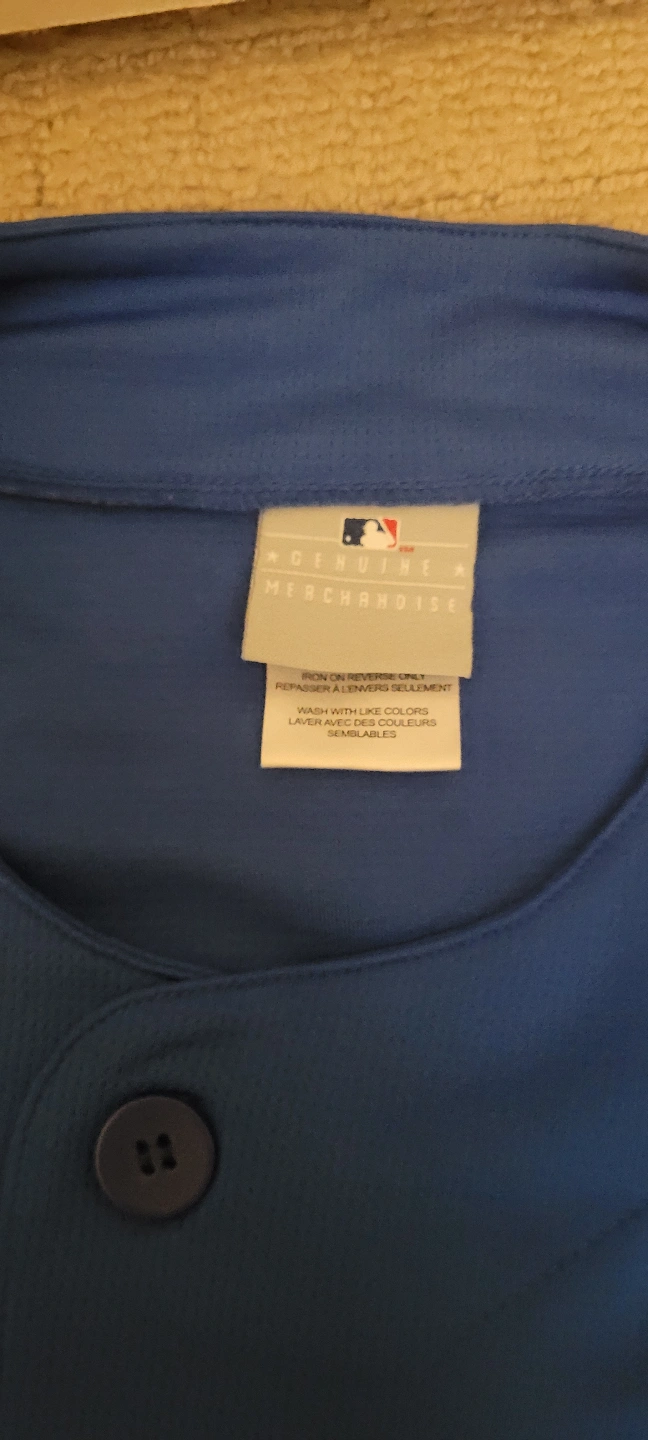 GENUINE
MERCHANDISE
IRON ON REVERSE ONLY
REPASSER À L'ENVERS SEULEMENT
WASH WITH LIKE COLORS
LAVER AVEC DES COULEURS
SEMBLABLES